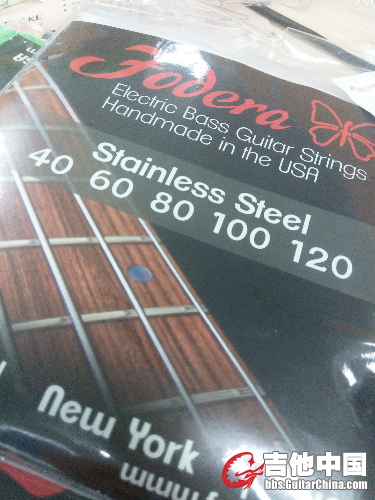 Fodera
Electric Bass Guitar Strings
Handmade in the USA
Stainless Steel
40 60 80 100 120
New York
www.f
吉他中国
bbs.GuitarChina.com